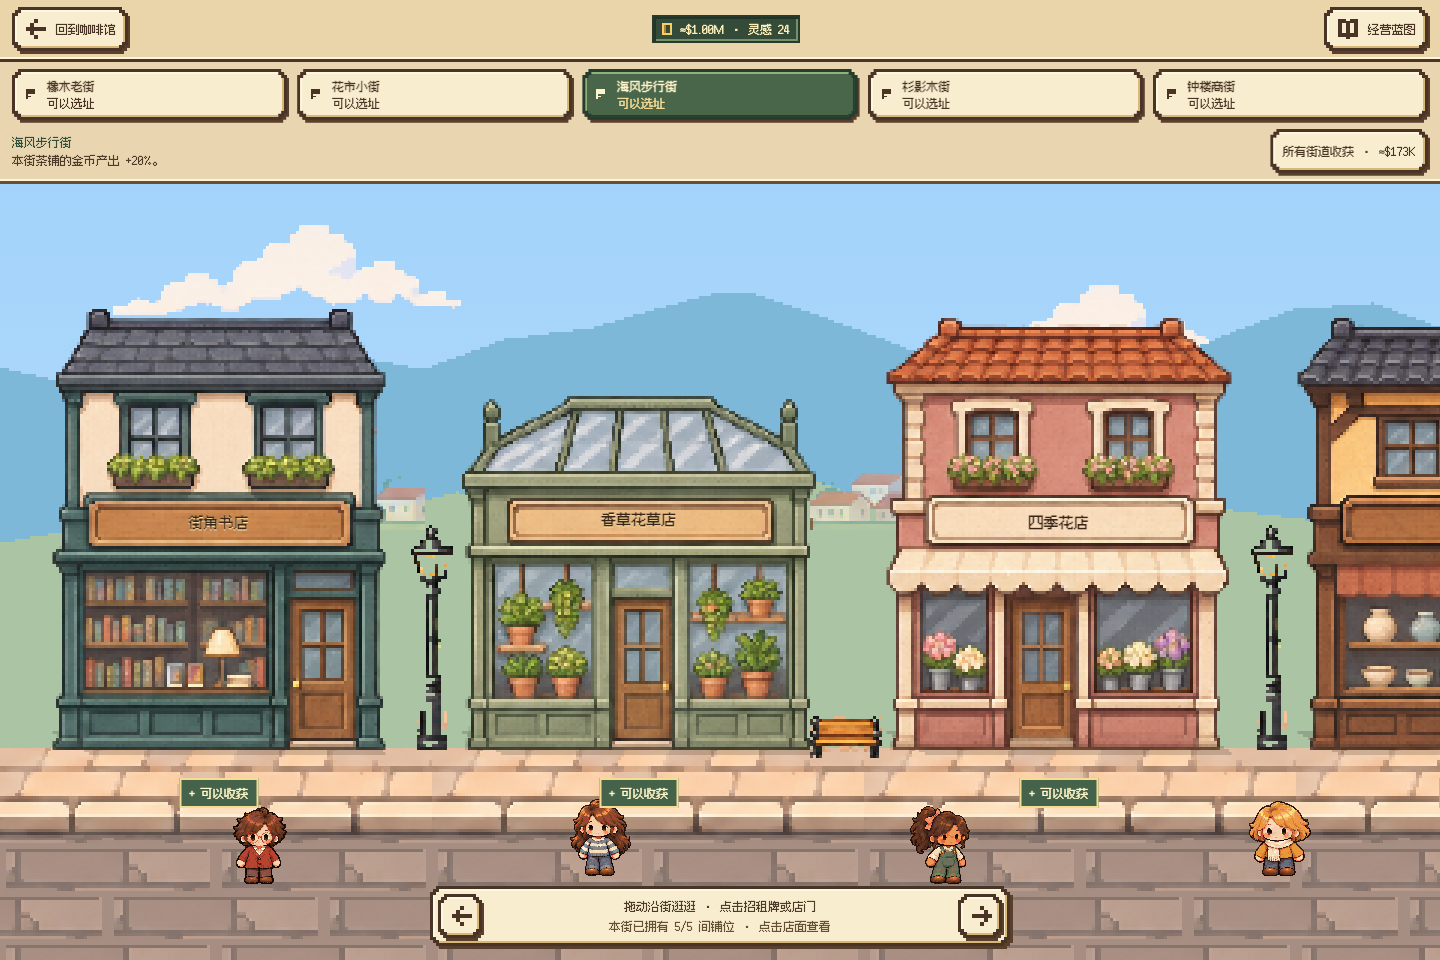 回到咖啡馆
≈$1.00M · 灵感 24
经营蓝图
橡木老街
可以选址
花市小街
可以选址
海风步行街
可以选址
杉影木街
可以选址
钟楼商街
可以选址
海风步行街
本街茶铺的金币产出 +20%。
所有街道收获 · ≈$173K
街角书店
香草花草店
四季花店
+ 可以收获
+ 可以收获
+ 可以收获
拖动沿街逛逛 · 点击招租牌或店门
本街已拥有 5/5 间铺位 · 点击店面查看